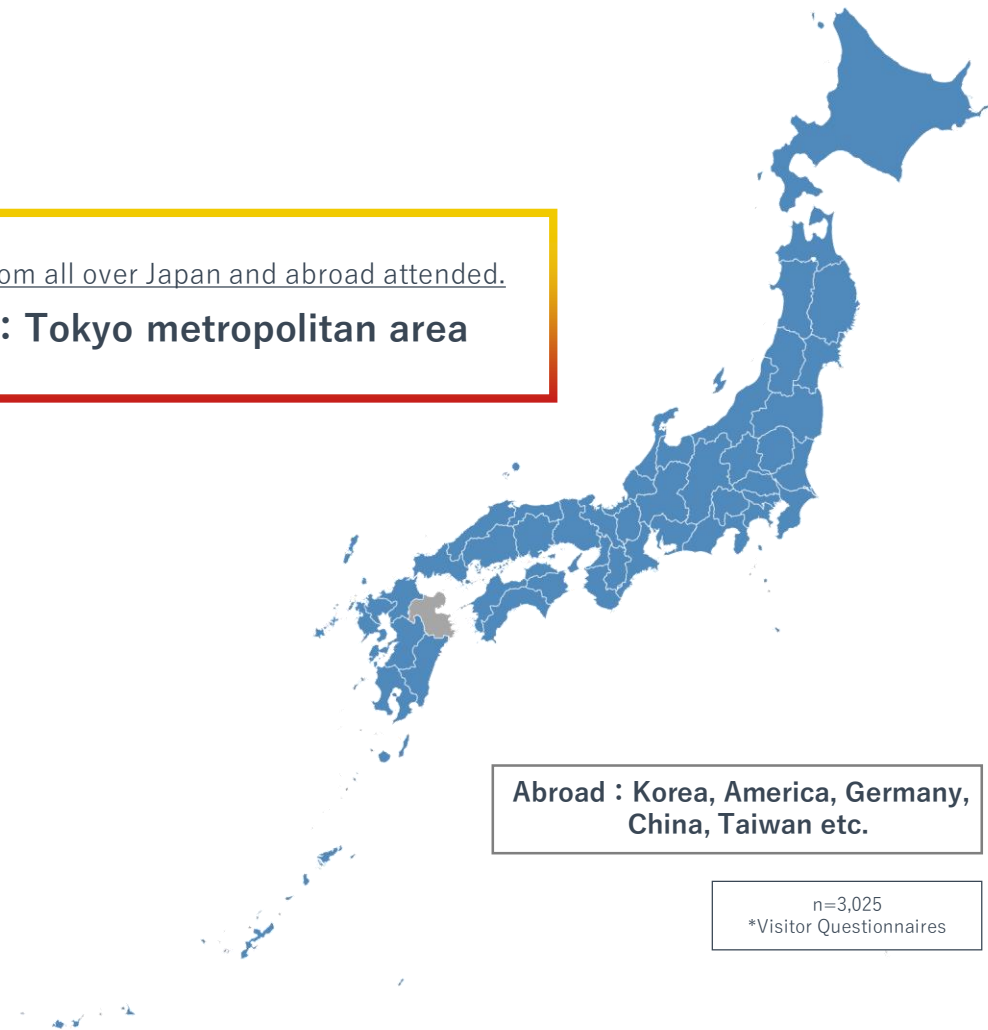 om all over Japan and abroad attended.
：Tokyo metropolitan area
Abroad：Korea, America, Germany,
China, Taiwan etc.
n=3,025
*Visitor Questionnaires